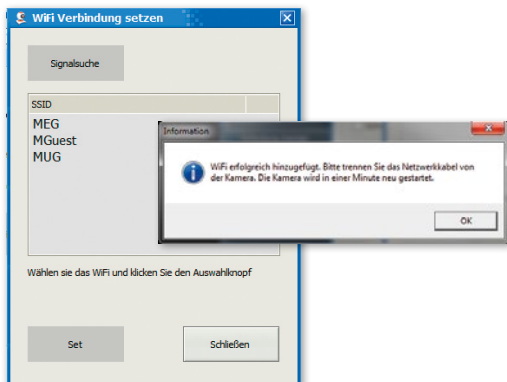 WiFi Verbindung setzen
Signalsuche
SSID
MEG
MGuest
MUG
Information
WiFi erfolgreich hinzugefügt. Bitte trennen Sie das Netzwerkkabel von
der Kamera. Die Kamera wird in einer Minute neu gestartet.
OK
Wählen sie das WiFi und klicken Sie den Auswahlknopf
Set
Schließen